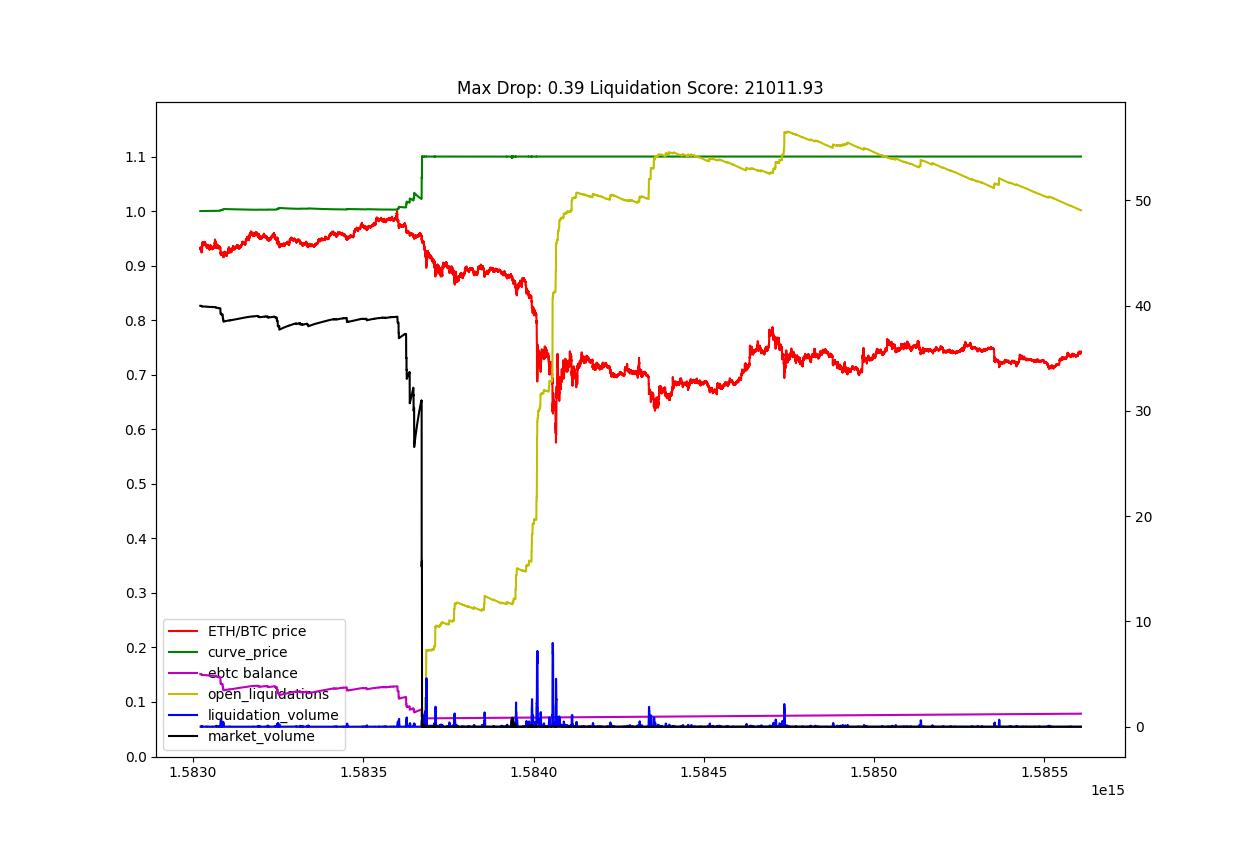 Max Drop: 0.39 Liquidation Score: 21011.93
1.1
1.0
0.9
0.8
0.7
0.6
0.5
0.4
0.3
0.2
0.1
0.0
50
40
30
20
10
0
ETH/BTC price
curve_price
ebtc balance
open_liquidations
liquidation_volume
market_volume
1.5830 1.5835 1.5840 1.5845 1.5850 1.5855
1e15